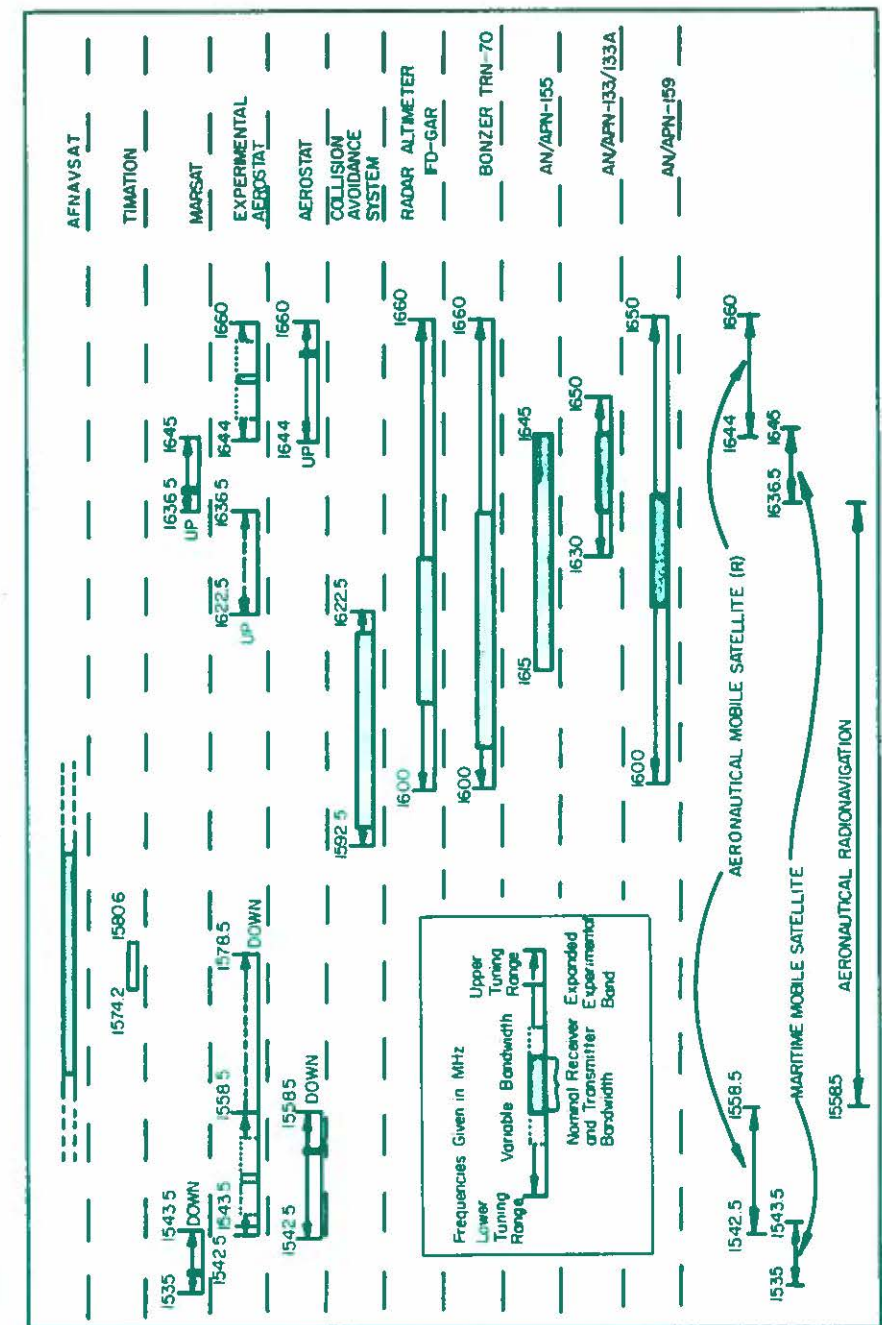 AFNAVSAT
TIMATION
1574.2
1580.6
MARSAT
1535
1543.5
DOWN
1636.5
1645
UP
EXPERIMENTAL
AEROSTAT
1542.5
1543.5
1558.5
1578.5
DOWN
1622.5
1636.5
UP
1644
1660
AEROSTAT
1542.5
1558.5
DOWN
1644
UP
1660
COLLISION
AVOIDANCE
SYSTEM
1592.5
1622.5
RADAR ALTIMETER
IFD-GAR
1600
1660
BONZER TRN-70
1600
1660
AN/APN-155
1615
1645
AN/APN-133/133A
1630
1650
AN/APN-159
1600
1650
Frequencies Given in MHz
Lower
Tuning
Range
Variable Bandwidth
Upper
Tuning
Range
Nominal Receiver
and Transmitter
Bandwidth
Expanded
Experimental
Band
1542.5
1558.5
AERONAUTICAL MOBILE SATELLITE (R)
1644
1660
1535
1543.5
MARITIME MOBILE SATELLITE
1636.5
1645
1558.5
AERONAUTICAL RADIONAVIGATION